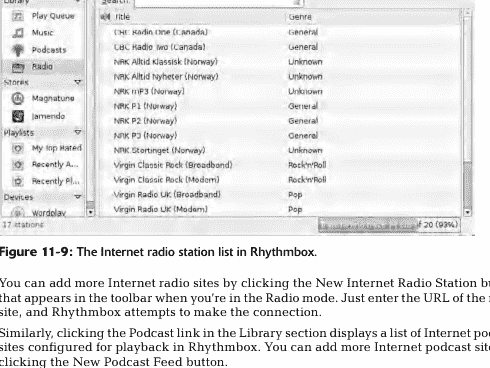 Library
Search:
Play Queue
Music
Podcasts
Radio
Stores
Magnatune
Jamendo
Playlists
My Top Rated
Recently A...
Recently Pl...
Devices
Wordplay
Title Genre
CBC Radio One (Canada) General
CBC Radio Two (Canada) General
NRK Altid Klassisk (Norway) Unknown
NRK Altid Nyheter (Norway) Unknown
NRK mP3 (Norway) Unknown
NRK P1 (Norway) General
NRK P2 (Norway) General
NRK P3 (Norway) General
NRK Stortinget (Norway) Unknown
Virgin Classic Rock (Broadband) Rock'n'Roll
Virgin Classic Rock (Modem) Rock'n'Roll
Virgin Radio UK (Broadband) Pop
Virgin Radio UK (Modem) Pop
17 stations
f 20 (93%)
Figure 11-9: The Internet radio station list in Rhythmbox.
You can add more Internet radio sites by clicking the New Internet Radio Station bu
that appears in the toolbar when you're in the Radio mode. Just enter the URL of the
site, and Rhythmbox attempts to make the connection.
Similarly, clicking the Podcast link in the Library section displays a list of Internet po
sites configured for playback in Rhythmbox. You can add more Internet podcast sit
clicking the New Podcast Feed button.